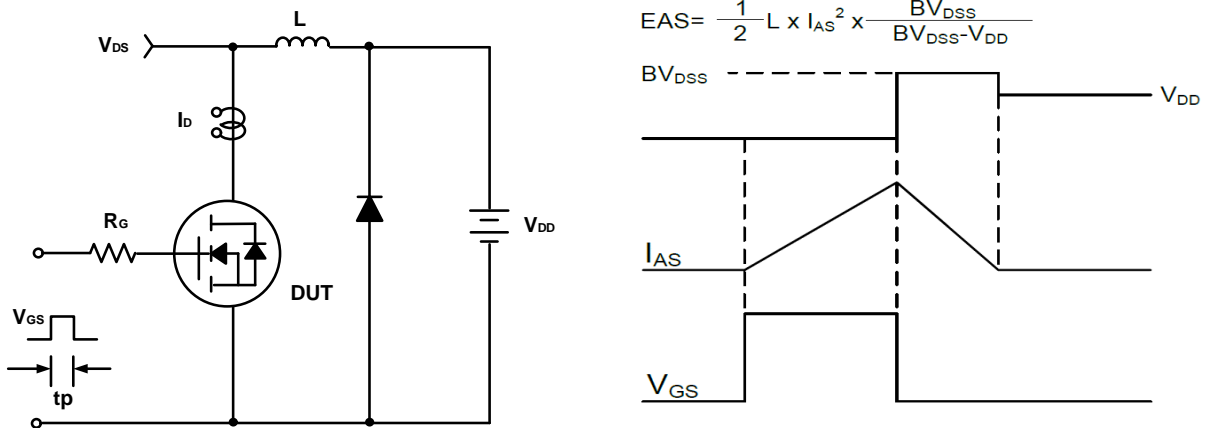 L
VDS
ID
RG
VDD
DUT
VGS
tp
EAS= 1/2 L x IAS² x BVDSS/BVDSS-VDD
BVDSS
VDD
IAS
VGS